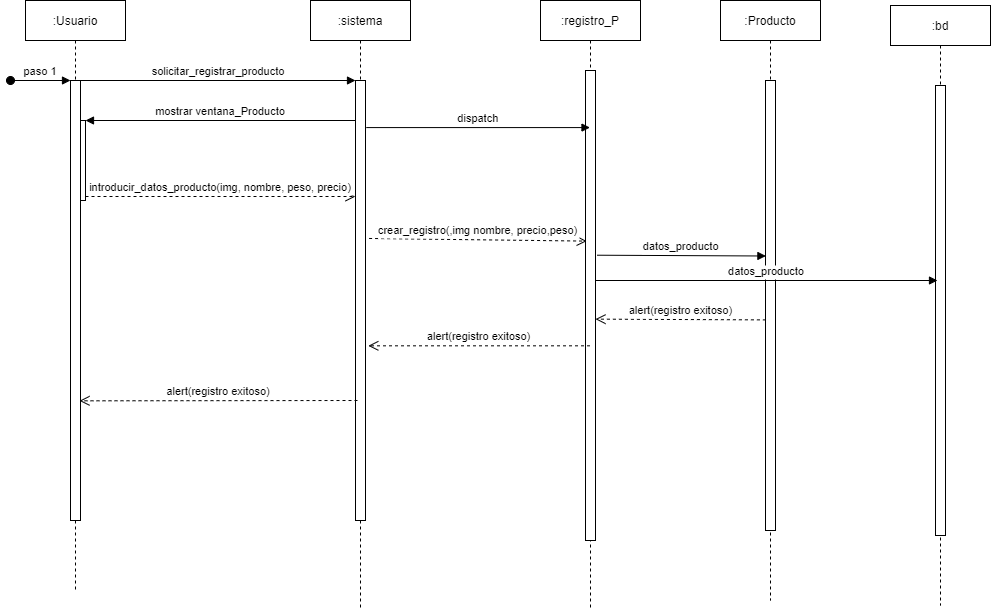 :Usuario
:sistema
:registro_P
:Producto
:bd
paso 1
solicitar_registrar_producto
mostrar ventana_Producto
dispatch
introducir_datos_producto(img, nombre, peso, precio)
crear_registro(,img nombre, precio,peso)
datos_producto
datos_producto
alert(registro exitoso)
alert(registro exitoso)
alert(registro exitoso)